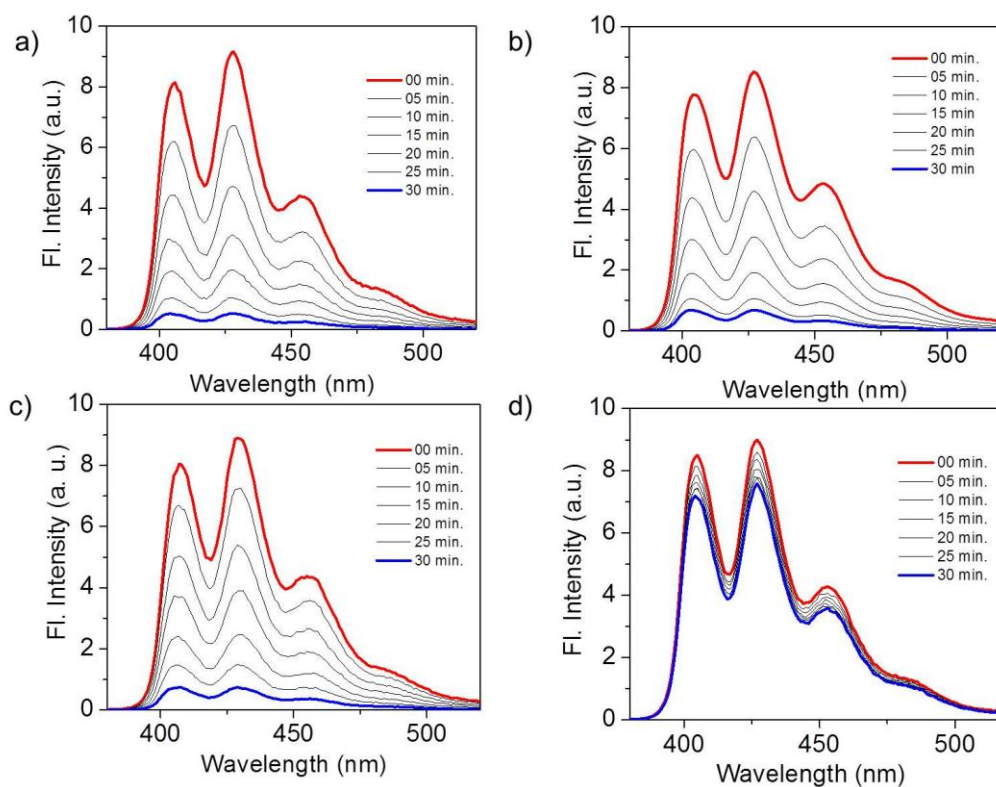 a)
10
8
6
4
2
0
Fl. Intensity (a.u.)
00 min.
05 min.
10 min.
15 min
20 min.
25 min.
30 min.
400
450
500
Wavelength (nm)
b)
10
8
6
4
2
0
Fl. Intensity (a.u.)
00 min.
05 min.
10 min.
15 min.
20 min
25 min
30 min
400
450
500
Wavelength (nm)
c)
10
8
6
4
2
0
Fl. Intensity (a. u.)
00 min.
05 min.
10 min.
15 min.
20 min.
25 min.
30 min.
400
450
500
Wavelength (nm)
d)
10
8
6
4
2
0
Fl. Intensity (a.u.)
00 min.
05 min.
10 min.
15 min.
20 min.
25 min.
30 min.
400
450
500
Wavelength (nm)